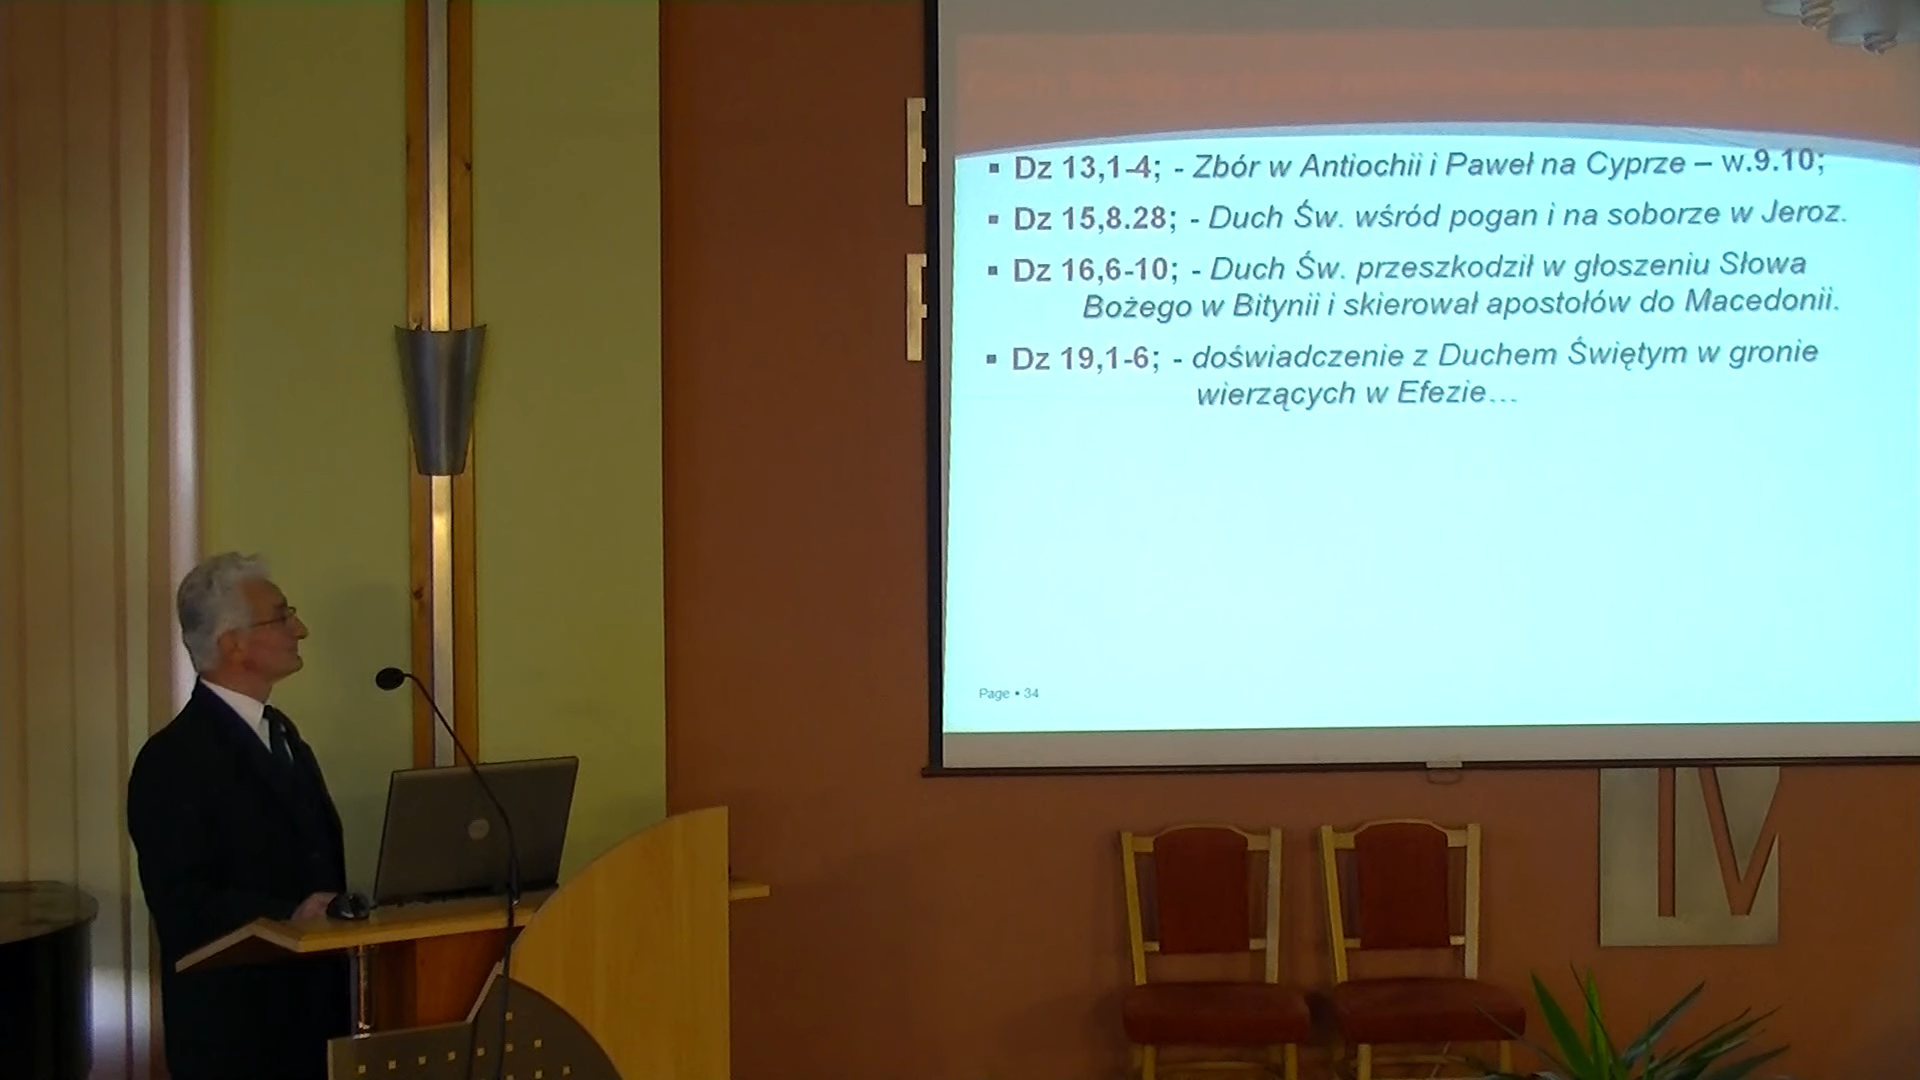 ▪ Dz 13,1-4; - Zbór w Antiochii i Paweł na Cyprze – w.9.10;
▪ Dz 15,8.28; - Duch Św. wśród pogan i na soborze w Jeroz.
▪ Dz 16,6-10; - Duch Św. przeszkodził w głoszeniu Słowa
Bożego w Bitynii i skierował apostołów do Macedonii.
▪ Dz 19,1-6; - doświadczenie z Duchem Świętym w gronie
wierzących w Efezie…
Page ▪ 34
IV